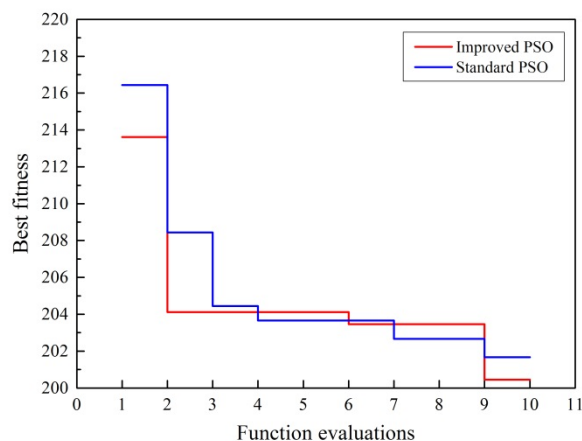 220
218
216
214
212
210
208
206
204
202
200
Best fitness
Improved PSO
Standard PSO
0 1 2 3 4 5 6 7 8 9 10 11
Function evaluations